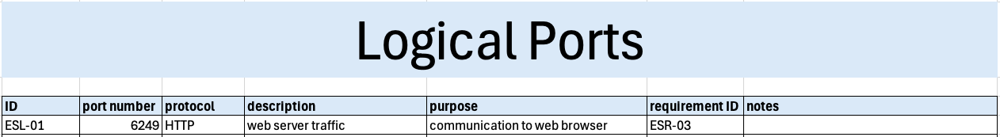 Logical Ports
ID port number protocol description purpose requirement ID notes
ESL-01 6249 HTTP web server traffic communication to web browser ESR-03